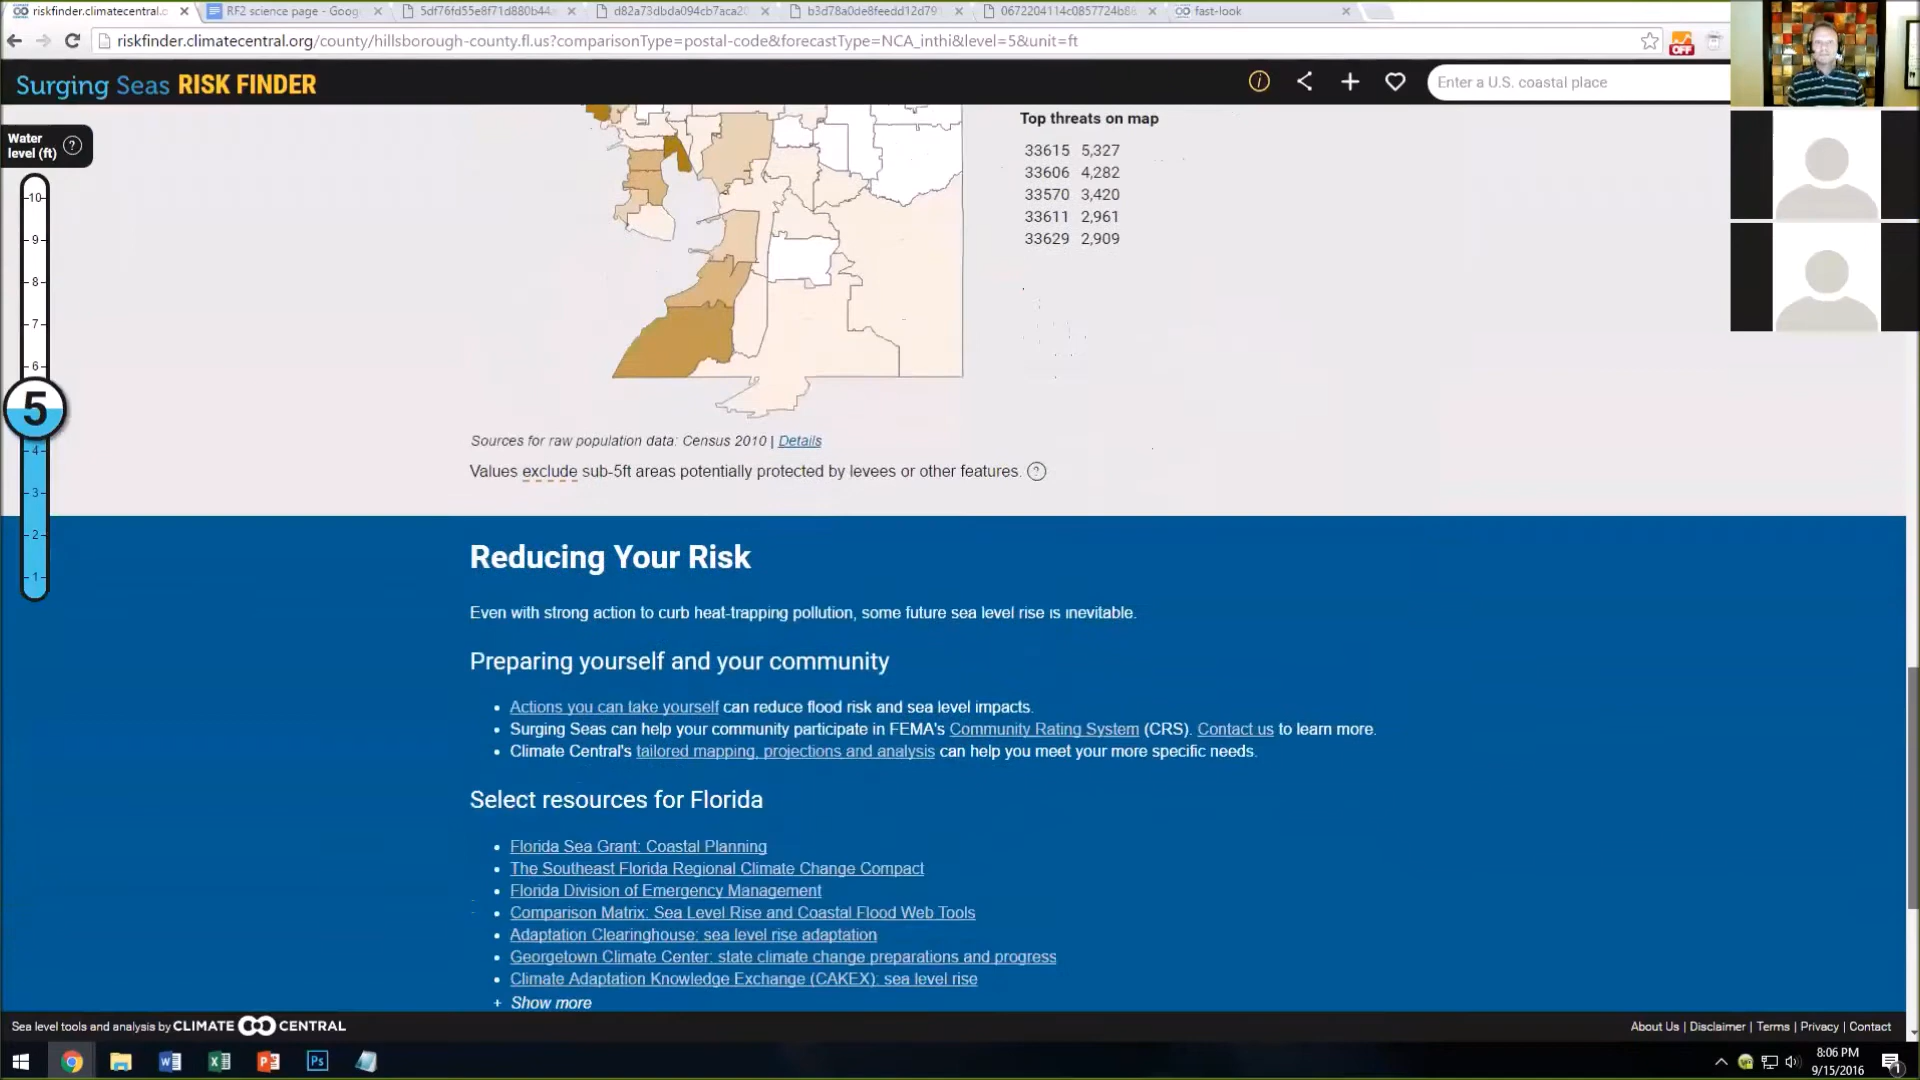 riskfinder.climatecentral.c
RF2 science page - Goog
5df76fd55e8f71d880b44
d82a73dbda094cb7aca20
b3d78a0de8feedd12d79
0672204114c0857724b8
fast-look
riskfinder.climatecentral.org/county/hillsborough-county.fl.us?comparisonType=postal-code&forecastType=NCA_inthi&level=5&unit=ft
OFF
Surging Seas RISK FINDER
i
Enter a U.S. coastal place
Water
level (ft) ?
10
9
8
7
6
5
4
3
2
1
Top threats on map
33615 5,327
33606 4,282
33570 3,420
33611 2,961
33629 2,909
Sources for raw population data: Census 2010 | Details
Values exclude sub-5ft areas potentially protected by levees or other features. ?
Reducing Your Risk
Even with strong action to curb heat-trapping pollution, some future sea level rise is inevitable.
Preparing yourself and your community
• Actions you can take yourself can reduce flood risk and sea level impacts.
• Surging Seas can help your community participate in FEMA's Community Rating System (CRS). Contact us to learn more.
• Climate Central's tailored mapping, projections and analysis can help you meet your more specific needs.
Select resources for Florida
• Florida Sea Grant: Coastal Planning
• The Southeast Florida Regional Climate Change Compact
• Florida Division of Emergency Management
• Comparison Matrix: Sea Level Rise and Coastal Flood Web Tools
• Adaptation Clearinghouse: sea level rise adaptation
• Georgetown Climate Center: state climate change preparations and progress
• Climate Adaptation Knowledge Exchange (CAKEX): sea level rise
+ Show more
Sea level tools and analysis by CLIMATE CENTRAL
About Us | Disclaimer | Terms | Privacy | Contact
8:06 PM
9/15/2016
1